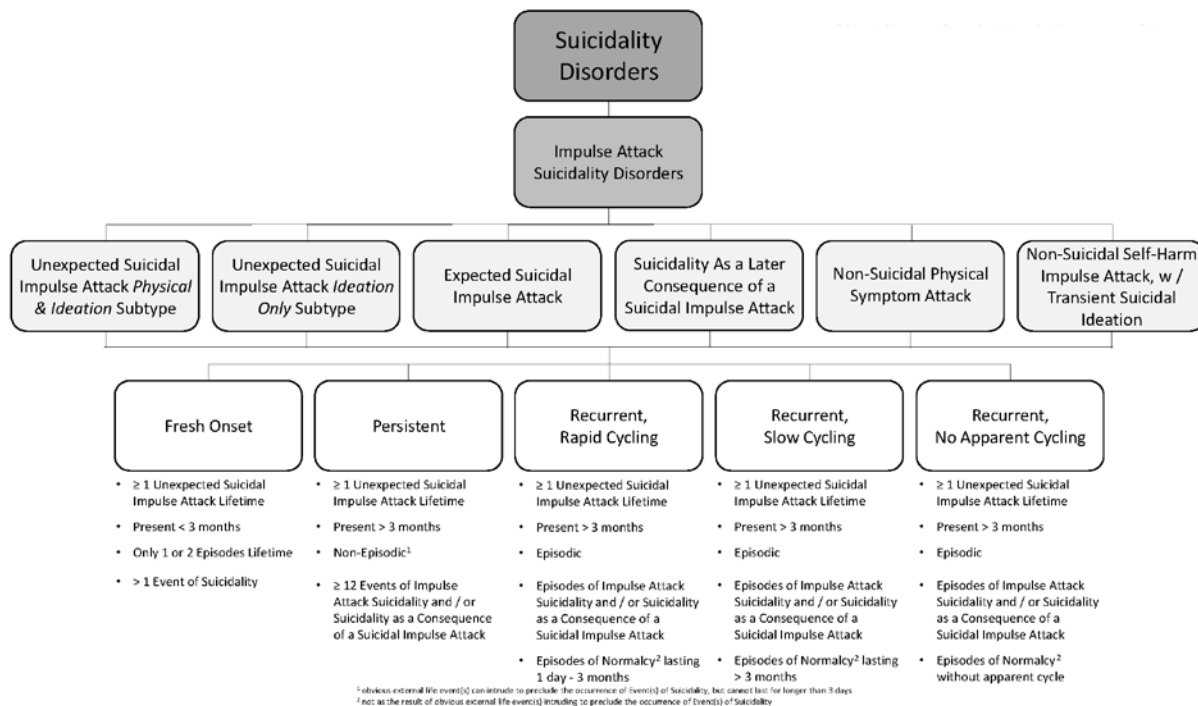 Suicidality
Disorders
Impulse Attack
Suicidality Disorders
Unexpected Suicidal
Impulse Attack Physical
& Ideation Subtype
Unexpected Suicidal
Impulse Attack Ideation
Only Subtype
Expected Suicidal
Impulse Attack
Suicidality As a Later
Consequence of a
Suicidal Impulse Attack
Non-Suicidal Physical
Symptom Attack
Non-Suicidal Self-Harm
Impulse Attack, w /
Transient Suicidal
Ideation
Fresh Onset
• ≥ 1 Unexpected Suicidal
Impulse Attack Lifetime
• Present < 3 months
• Only 1 or 2 Episodes Lifetime
• > 1 Event of Suicidality
Persistent
• ≥ 1 Unexpected Suicidal
Impulse Attack Lifetime
• Present > 3 months
• Non-Episodic¹
• ≥ 12 Events of Impulse
Attack Suicidality and / or
Suicidality as a Consequence
of a Suicidal Impulse Attack
Recurrent,
Rapid Cycling
• ≥ 1 Unexpected Suicidal
Impulse Attack Lifetime
• Present > 3 months
• Episodic
• Episodes of Impulse Attack
Suicidality and / or Suicidality
as a Consequence of a
Suicidal Impulse Attack
• Episodes of Normalcy² lasting
1 day - 3 months
Recurrent,
Slow Cycling
• ≥ 1 Unexpected Suicidal
Impulse Attack Lifetime
• Present > 3 months
• Episodic
• Episodes of Impulse Attack
Suicidality and / or Suicidality
as a Consequence of a
Suicidal Impulse Attack
• Episodes of Normalcy² lasting
> 3 months
Recurrent,
No Apparent Cycling
• ≥ 1 Unexpected Suicidal
Impulse Attack Lifetime
• Present > 3 months
• Episodic
• Episodes of Impulse Attack
Suicidality and / or Suicidality
as a Consequence of a
Suicidal Impulse Attack
• Episodes of Normalcy²
without apparent cycle
¹ obvious external life event(s) can intrude to preclude the occurrence of Event(s) of Suicidality, but cannot last for longer than 3 days
² not as the result of obvious external life event(s) intruding to preclude the occurrence of Event(s) of Suicidality